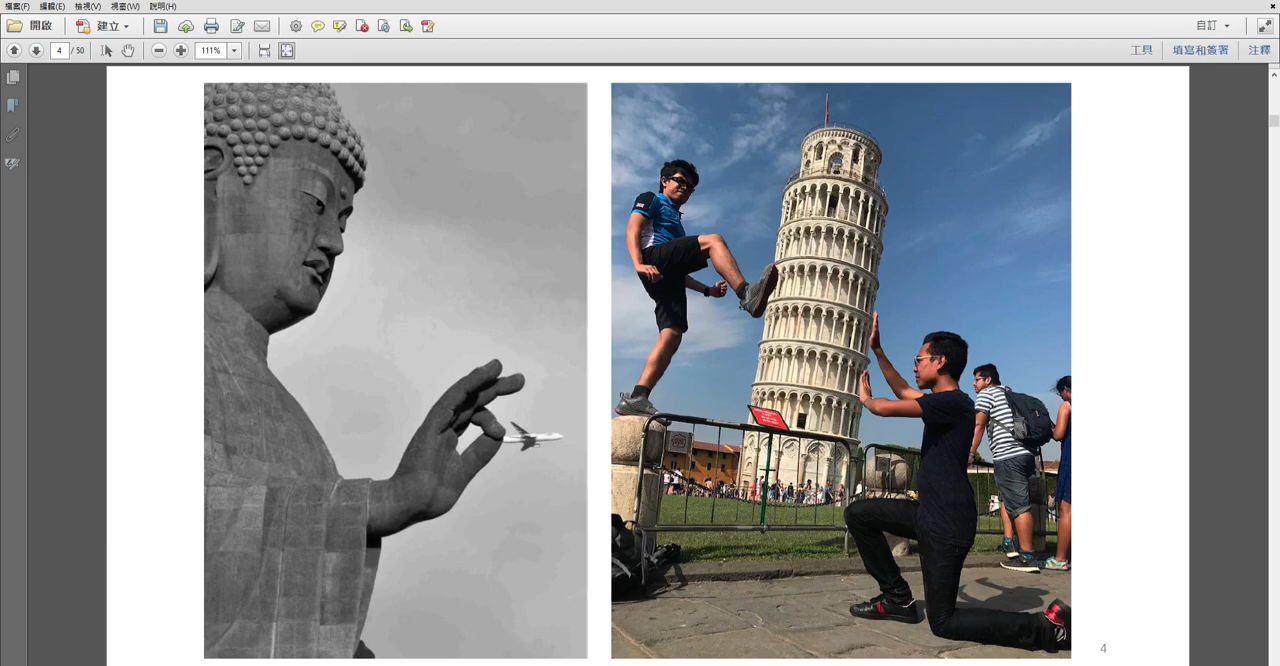 檔案(F) 編輯(E) 檢視(V) 視窗(W) 說明(H)
開啟 建立 自訂
4 / 50 111% 工具 填寫和簽署 注釋
4